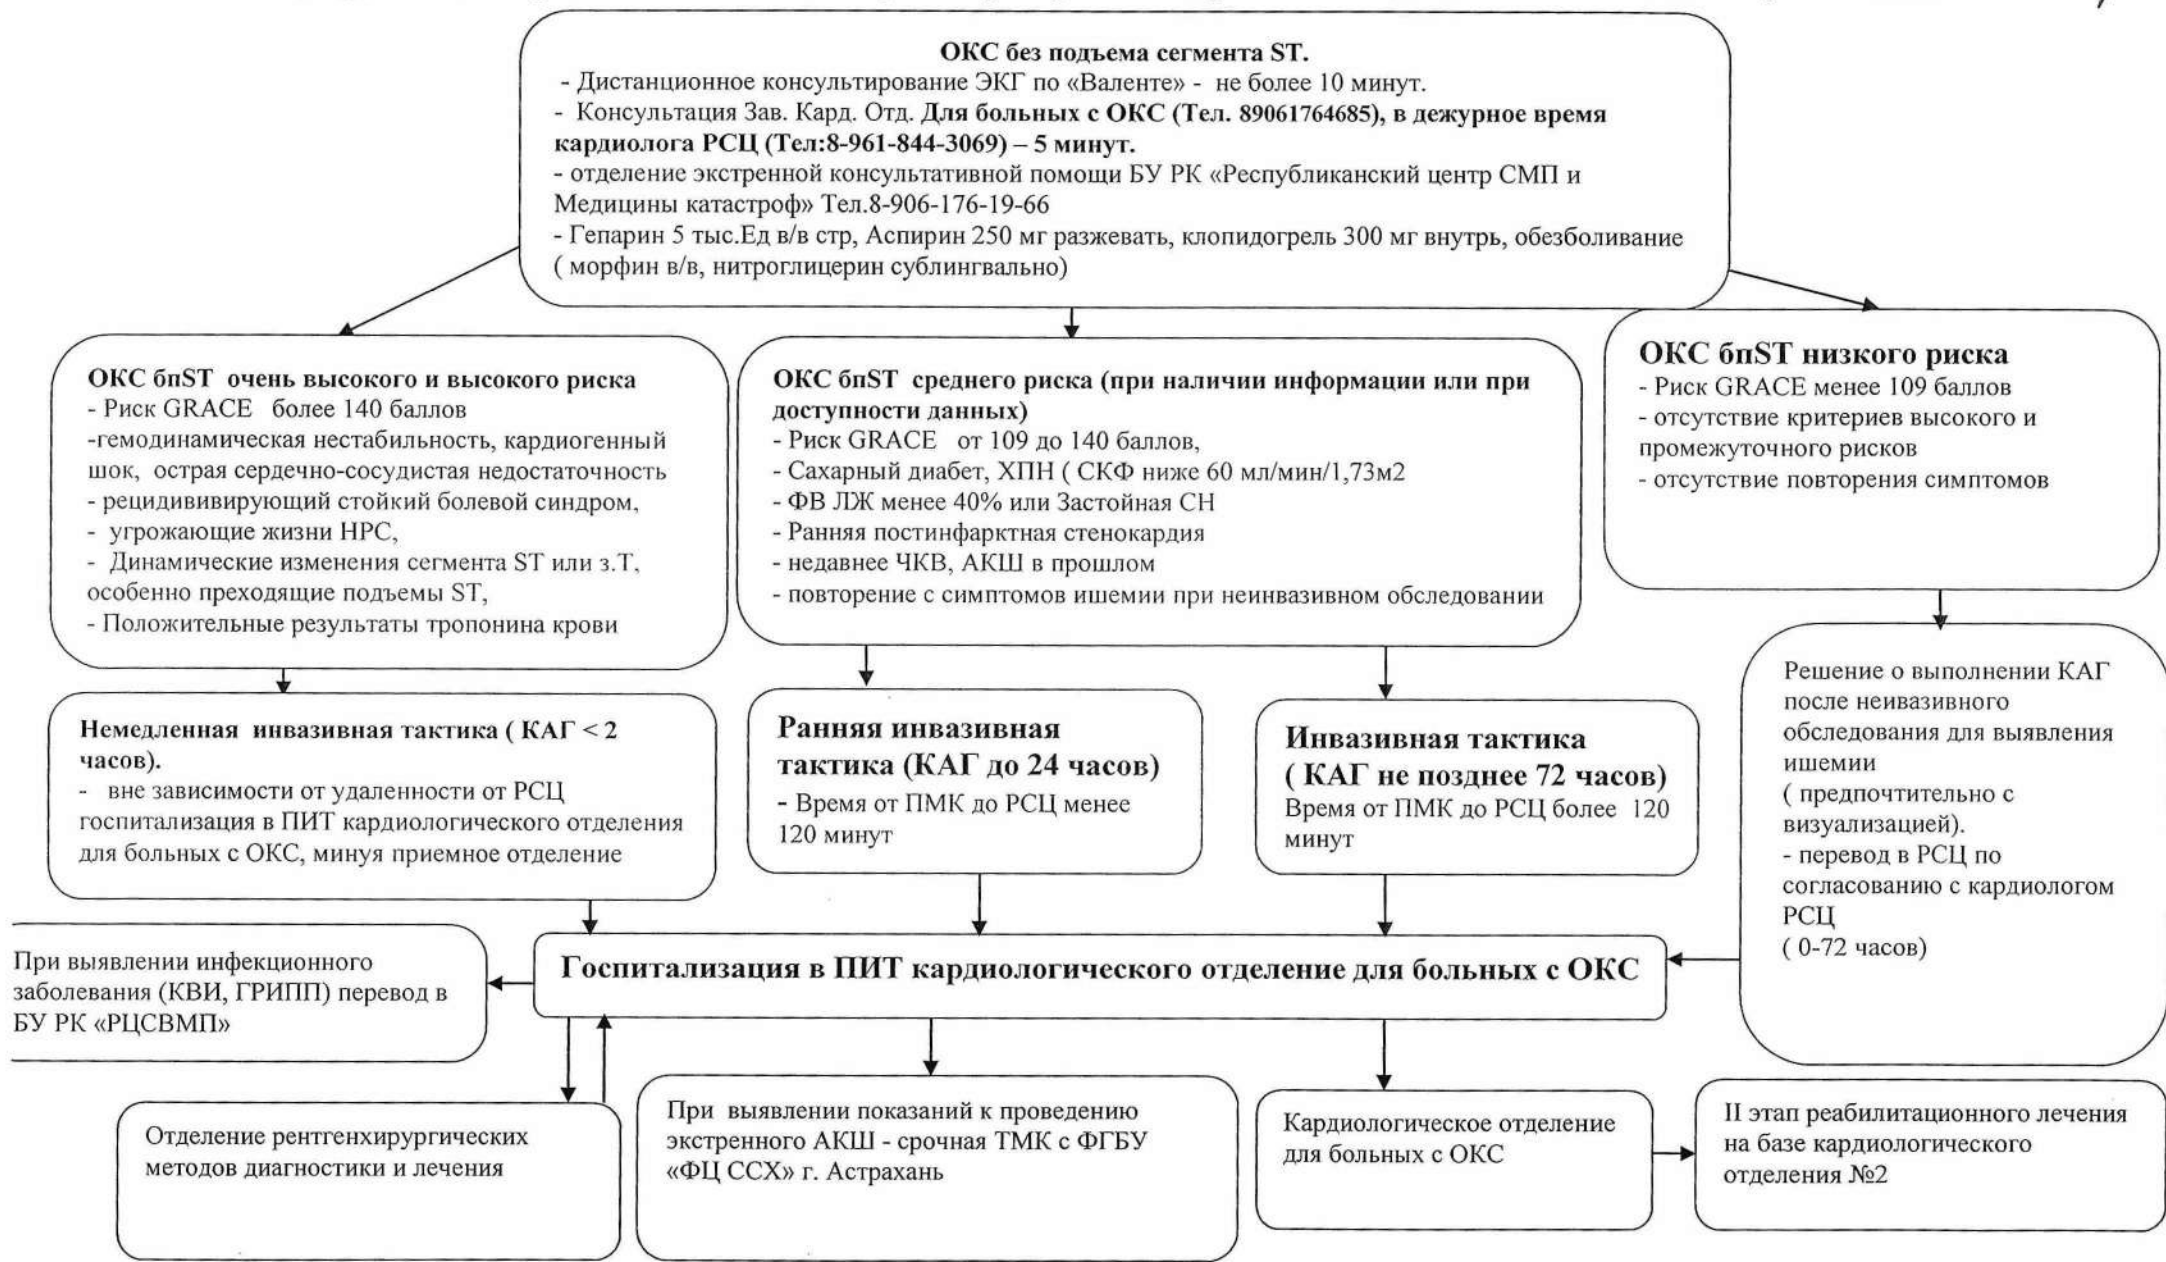 ОКС без подъема сегмента ST.
- Дистанционное консультирование ЭКГ по «Валенте» - не более 10 минут.
- Консультация Зав. Кард. Отд. Для больных с ОКС (Тел. 89061764685), в дежурное время
кардиолога РСЦ (Тел:8-961-844-3069) – 5 минут.
- отделение экстренной консультативной помощи БУ РК «Республиканский центр СМП и
Медицины катастроф» Тел.8-906-176-19-66
- Гепарин 5 тыс.Ед в/в стр, Аспирин 250 мг разжевать, клопидогрель 300 мг внутрь, обезболивание
( морфин в/в, нитроглицерин сублингвально)
ОКС бпST очень высокого и высокого риска
- Риск GRACE более 140 баллов
-гемодинамическая нестабильность, кардиогенный
шок, острая сердечно-сосудистая недостаточность
- рецидививирующий стойкий болевой синдром,
- угрожающие жизни НРС,
- Динамические изменения сегмента ST или з.Т,
особенно преходящие подъемы ST,
- Положительные результаты тропонина крови
ОКС бпST среднего риска (при наличии информации или при
доступности данных)
- Риск GRACE от 109 до 140 баллов,
- Сахарный диабет, ХПН ( СКФ ниже 60 мл/мин/1,73м2
- ФВ ЛЖ менее 40% или Застойная СН
- Ранняя постинфарктная стенокардия
- недавнее ЧКВ, АКШ в прошлом
- повторение с симптомов ишемии при неинвазивном обследовании
ОКС бпST низкого риска
- Риск GRACE менее 109 баллов
- отсутствие критериев высокого и
промежуточного рисков
- отсутствие повторения симптомов
Немедленная инвазивная тактика ( КАГ < 2
часов).
- вне зависимости от удаленности от РСЦ
госпитализация в ПИТ кардиологического отделения
для больных с ОКС, минуя приемное отделение
Ранняя инвазивная
тактика (КАГ до 24 часов)
- Время от ПМК до РСЦ менее
120 минут
Инвазивная тактика
( КАГ не позднее 72 часов)
Время от ПМК до РСЦ более 120
минут
Решение о выполнении КАГ
после неивазивного
обследования для выявления
ишемии
( предпочтительно с
визуализацией).
- перевод в РСЦ по
согласованию с кардиологом
РСЦ
( 0-72 часов)
При выявлении инфекционного
заболевания (КВИ, ГРИПП) перевод в
БУ РК «РЦСВМП»
Госпитализация в ПИТ кардиологического отделение для больных с ОКС
Отделение рентгенхирургических
методов диагностики и лечения
При выявлении показаний к проведению
экстренного АКШ - срочная ТМК с ФГБУ
«ФЦ ССХ» г. Астрахань
Кардиологическое отделение
для больных с ОКС
II этап реабилитационного лечения
на базе кардиологического
отделения №2